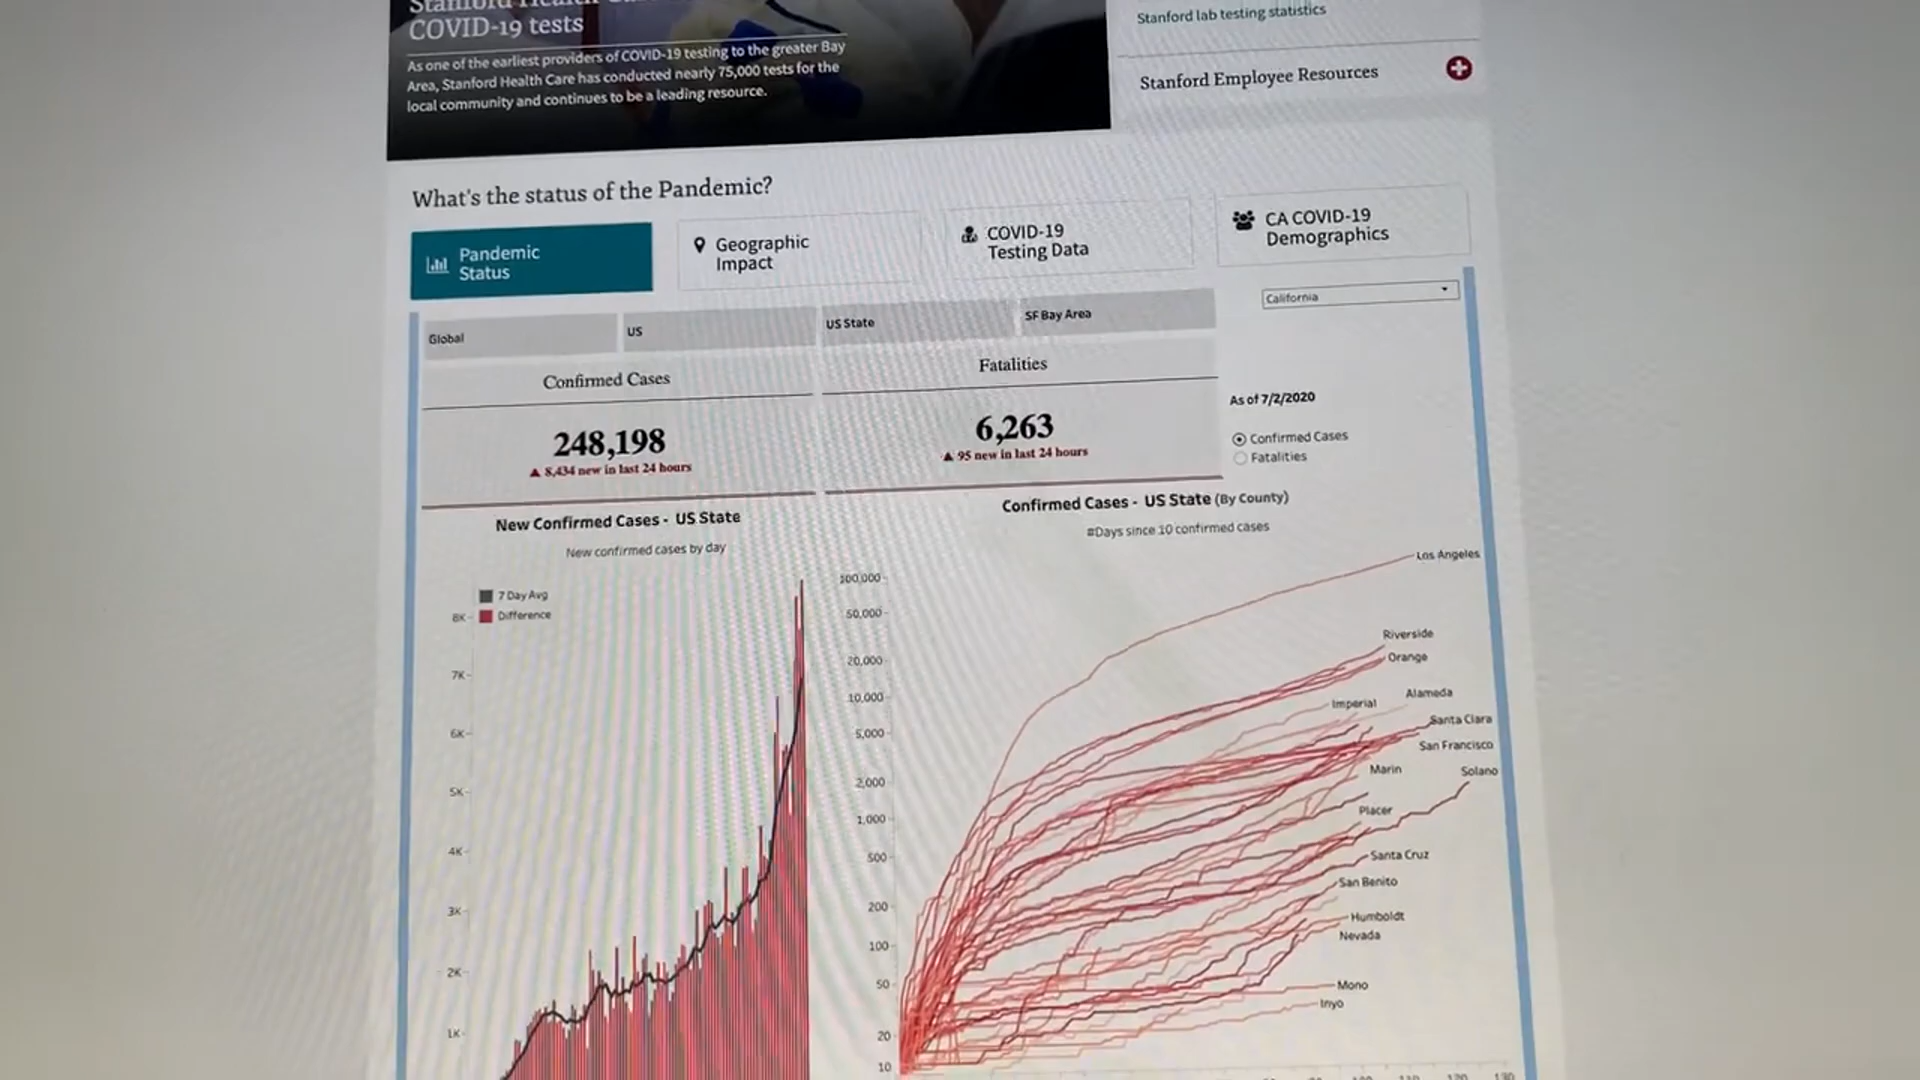 COVID-19 tests
As one of the earliest providers of COVID-19 testing to the greater Bay
Area, Stanford Health Care has conducted nearly 75,000 tests for the
local community and continues to be a leading resource.
Stanford lab testing statistics
Stanford Employee Resources
What's the status of the Pandemic?
Pandemic
Status
Geographic
Impact
COVID-19
Testing Data
CA COVID-19
Demographics
California
Global
US
US State
SF Bay Area
Confirmed Cases
Fatalities
248,198
▲ 8,434 new in last 24 hours
6,263
▲ 95 new in last 24 hours
As of 7/2/2020
Confirmed Cases
Fatalities
New Confirmed Cases - US State
New confirmed cases by day
7 Day Avg
Difference
8K
7K
6K
5K
4K
3K
2K
1K
Confirmed Cases - US State (By County)
#Days since 10 confirmed cases
100,000
50,000
20,000
10,000
5,000
2,000
1,000
500
200
100
50
20
10
Los Angeles
Riverside
Orange
Imperial
Alameda
Santa Clara
San Francisco
Marin
Solano
Placer
Santa Cruz
San Benito
Humboldt
Nevada
Mono
Inyo